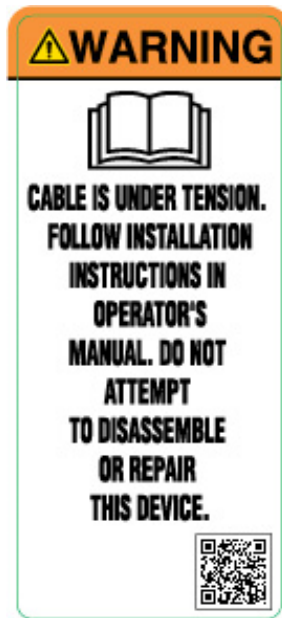 WARNING
CABLE IS UNDER TENSION.
FOLLOW INSTALLATION
INSTRUCTIONS IN
OPERATOR'S
MANUAL. DO NOT
ATTEMPT
TO DISASSEMBLE
OR REPAIR
THIS DEVICE.